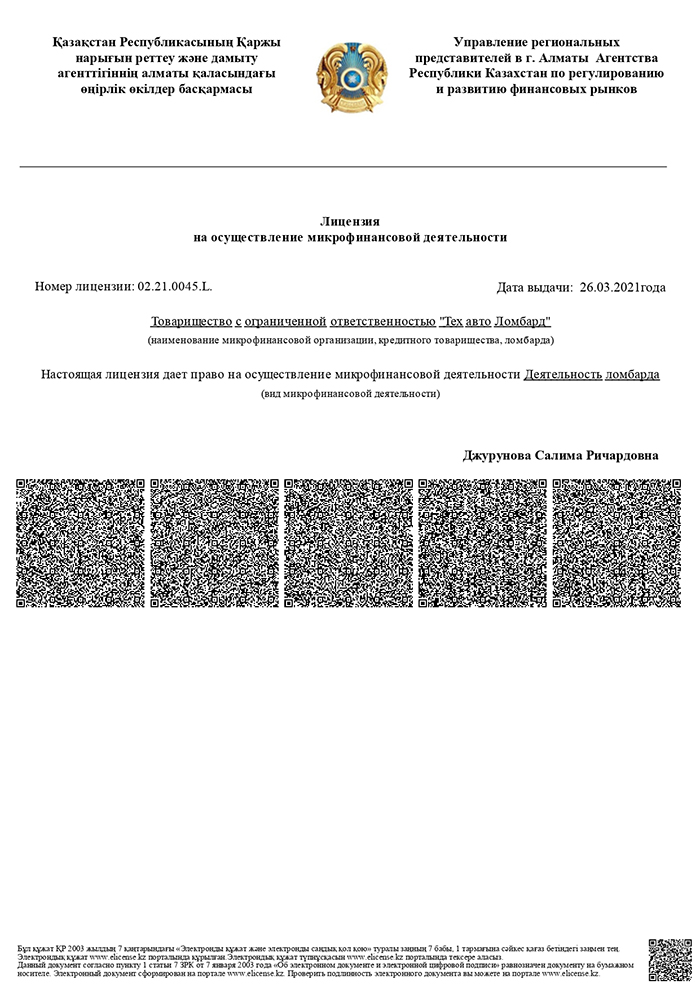 Қазақстан Республикасының Қаржы
нарығын реттеу және дамыту
агенттігіннің алматы қаласындағы
өңірлік өкілдер басқармасы
Управление региональных
представителей в г. Алматы Агентства
Республики Казахстан по регулированию
и развитию финансовых рынков
Лицензия
на осуществление микрофинансовой деятельности
Номер лицензии: 02.21.0045.L.
Дата выдачи: 26.03.2021года
Товарищество с ограниченной ответственностью "Тех авто Ломбард"
(наименование микрофинансовой организации, кредитного товарищества, ломбарда)
Настоящая лицензия дает право на осуществление микрофинансовой деятельности Деятельность ломбарда
(вид микрофинансовой деятельности)
Джурунова Салима Ричардовна
Бұл құжат ҚР 2003 жылдың 7 қаңтарындағы «Электронды құжат және электронды сандық қол қою» туралы заңның 7 бабы, 1 тармағына сәйкес қағаз бетіндегі заңмен тең.
Электрондық құжат www.elicense.kz порталында құрылған.Электрондық құжат түпнұсқасын www.elicense.kz порталында тексере аласыз.
Данный документ согласно пункту 1 статьи 7 ЗРК от 7 января 2003 года «Об электронном документе и электронной цифровой подписи» равнозначен документу на бумажном
носителе. Электронный документ сформирован на портале www.elicense.kz. Проверить подлинность электронного документа вы можете на портале www.elicense.kz.